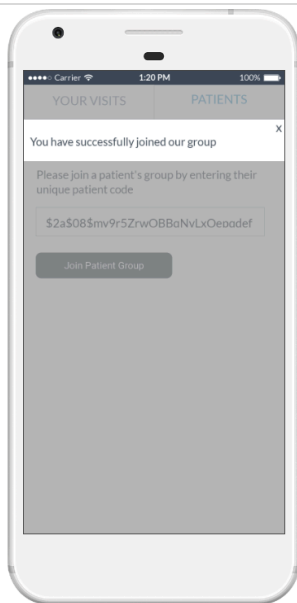 Carrier 1:20 PM 100%
YOUR VISITS PATIENTS
x
You have successfully joined our group
Please join a patient's group by entering their
unique patient code
$2a$08$mv9r5ZrwOBBqNvLxOepqdef
Join Patient Group